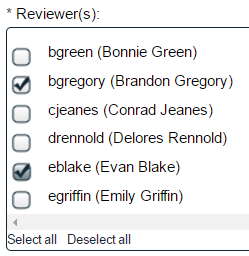 * Reviewer(s):
bgreen (Bonnie Green)
bgregory (Brandon Gregory)
cjeanes (Conrad Jeanes)
drennold (Delores Rennold)
eblake (Evan Blake)
egriffin (Emily Griffin)
Select all Deselect all